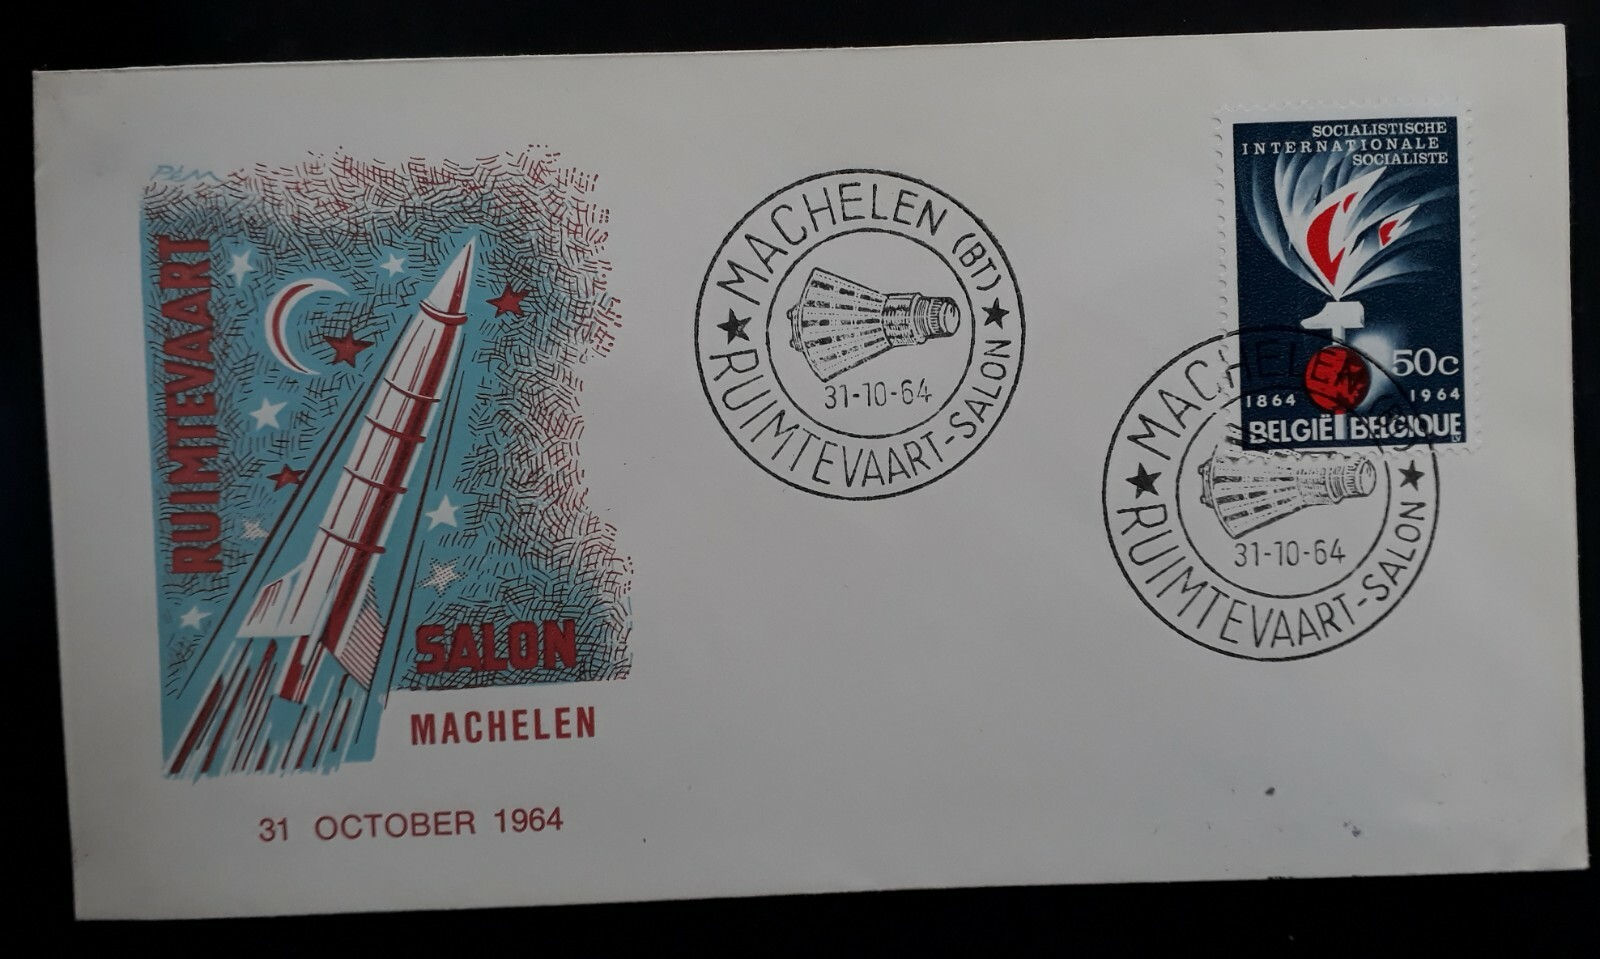 RUIMTEVAART
SALON
MACHELEN
31 OCTOBER 1964
MACHELEN (BT)
31-10-64
RUIMTEVAART-SALON
SOCIALISTISCHE
INTERNATIONALE
SOCIALISTE
50c
1864 1964
BELGIË BELGIQUE
MACHELEN
31-10-64
RUIMTEVAART-SALON